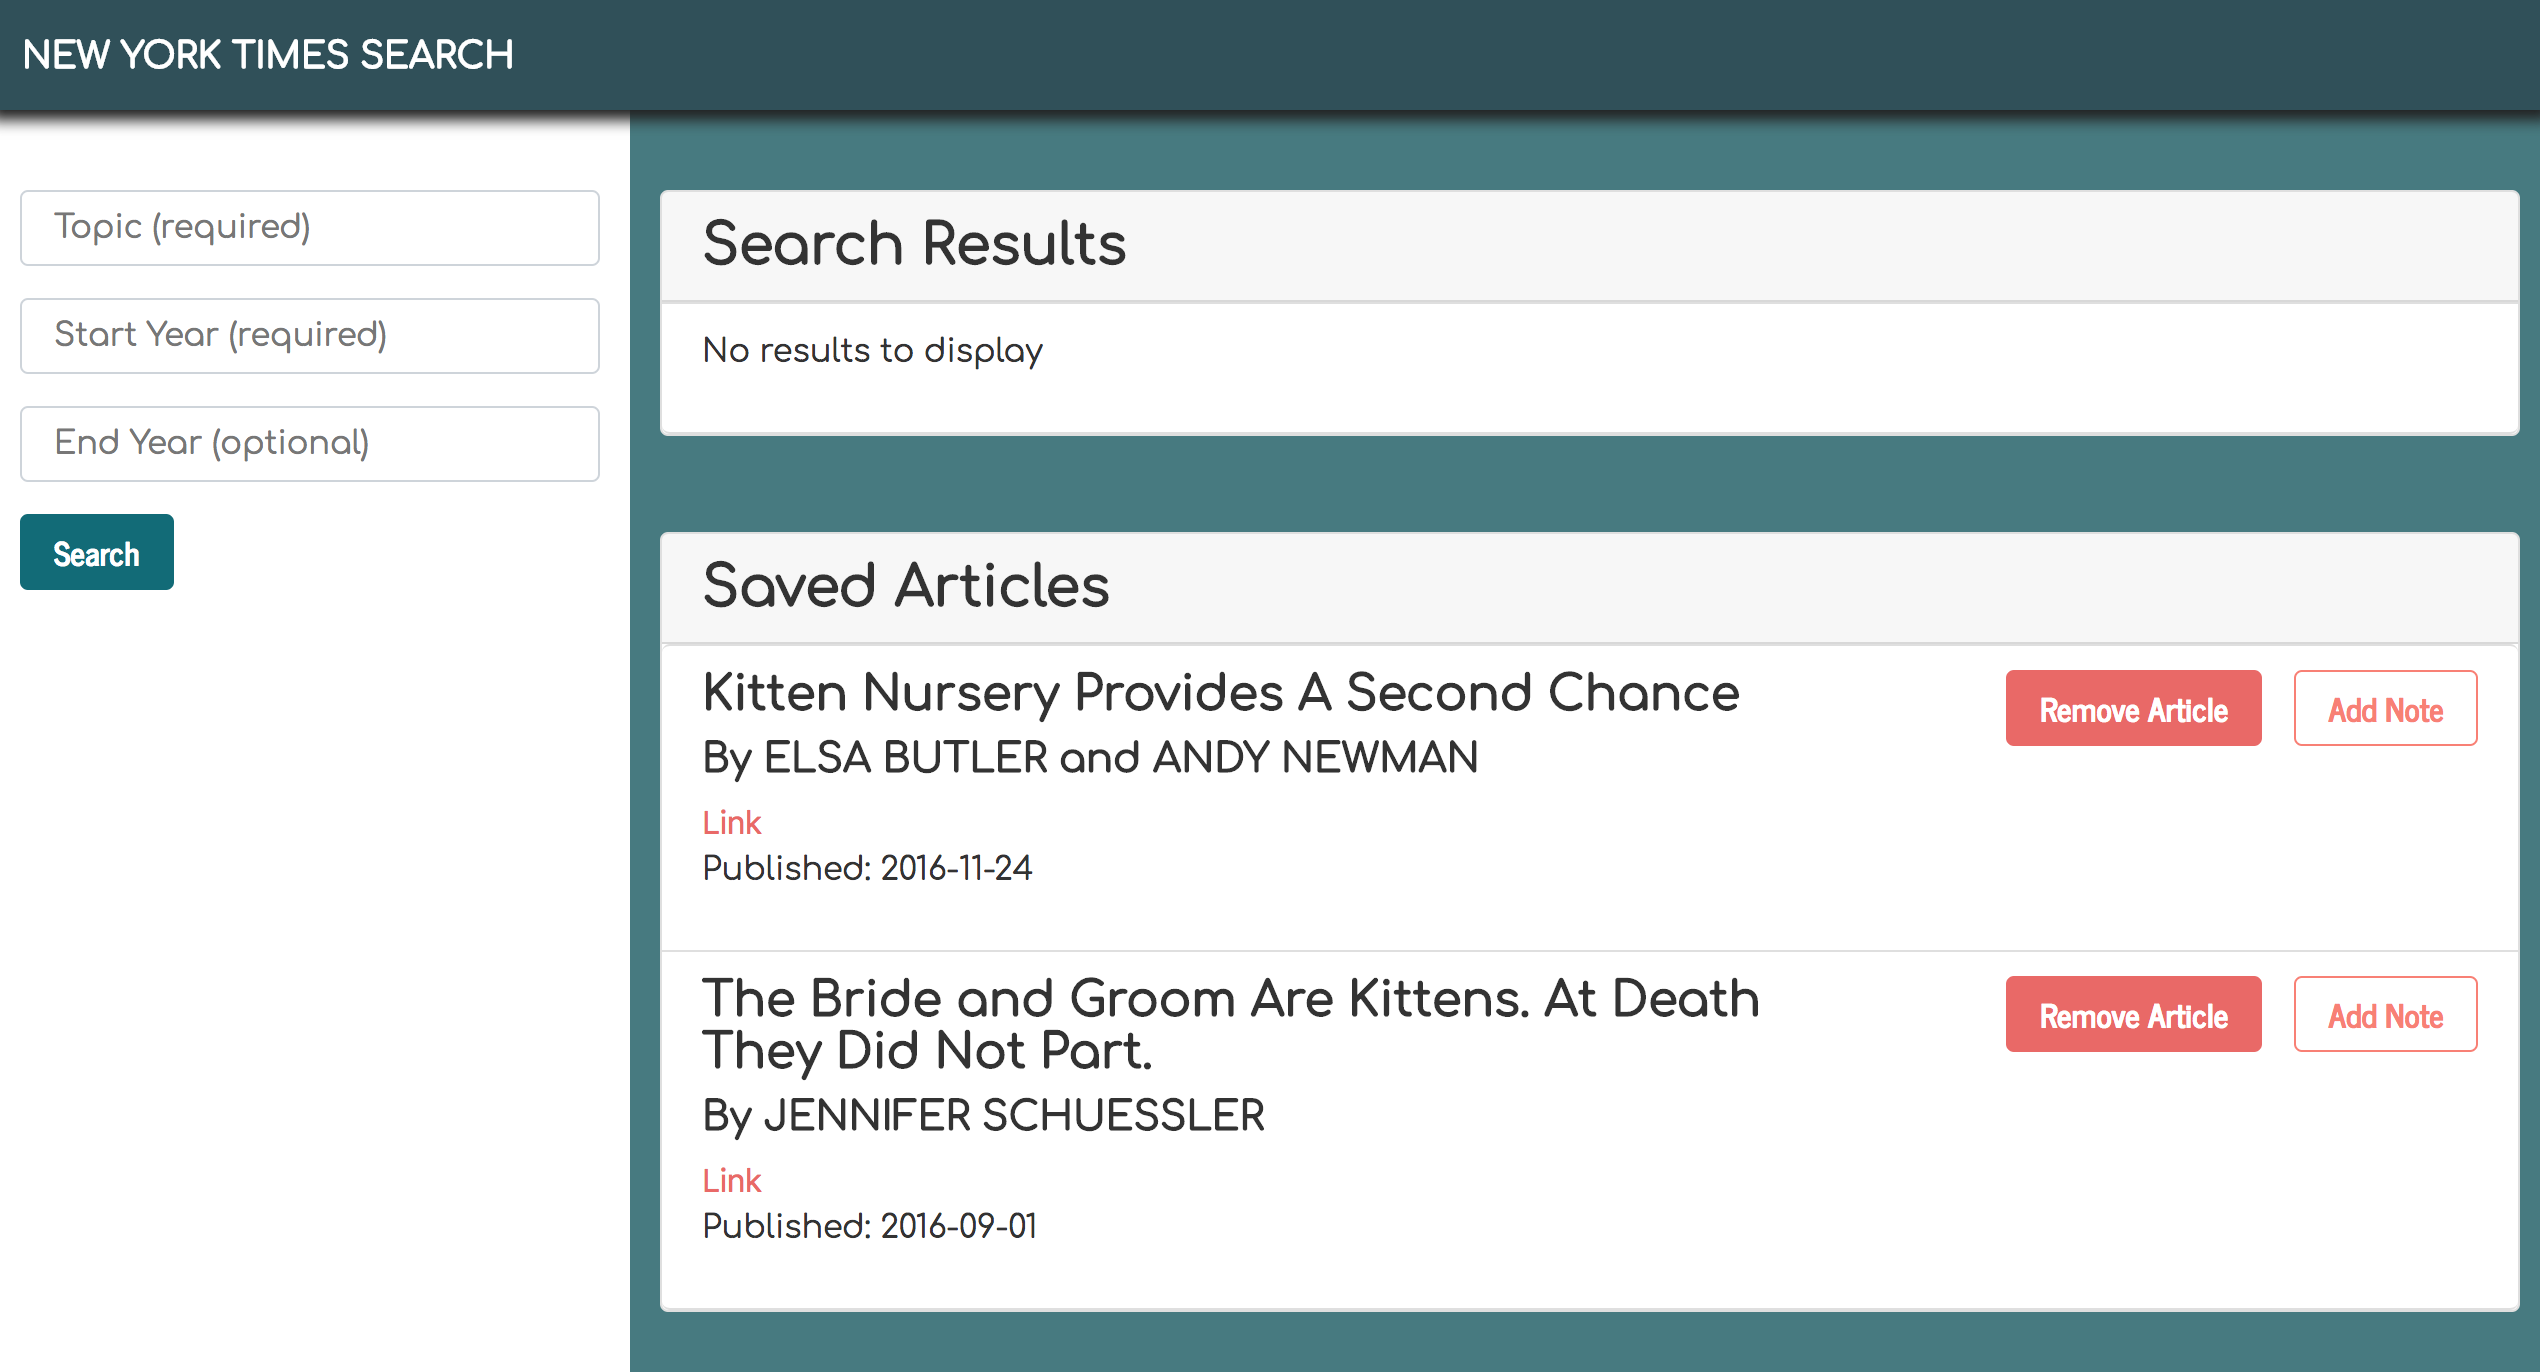 NEW YORK TIMES SEARCH
Topic (required)
Start Year (required)
End Year (optional)
Search
Search Results
No results to display
Saved Articles
Kitten Nursery Provides A Second Chance
Remove Article
Add Note
By ELSA BUTLER and ANDY NEWMAN
Link
Published: 2016-11-24
The Bride and Groom Are Kittens. At Death
They Did Not Part.
Remove Article
Add Note
By JENNIFER SCHUESSLER
Link
Published: 2016-09-01